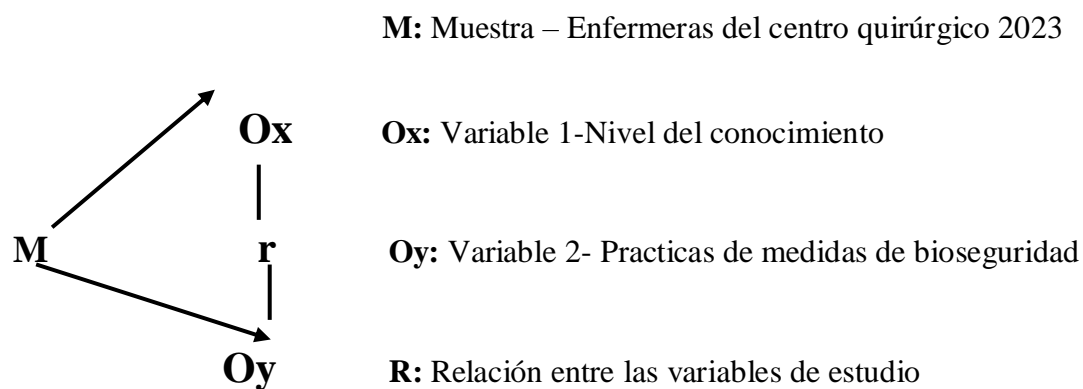 M: Muestra – Enfermeras del centro quirúrgico 2023
Ox
Ox: Variable 1-Nivel del conocimiento
M
r
Oy: Variable 2- Practicas de medidas de bioseguridad
Oy
R: Relación entre las variables de estudio